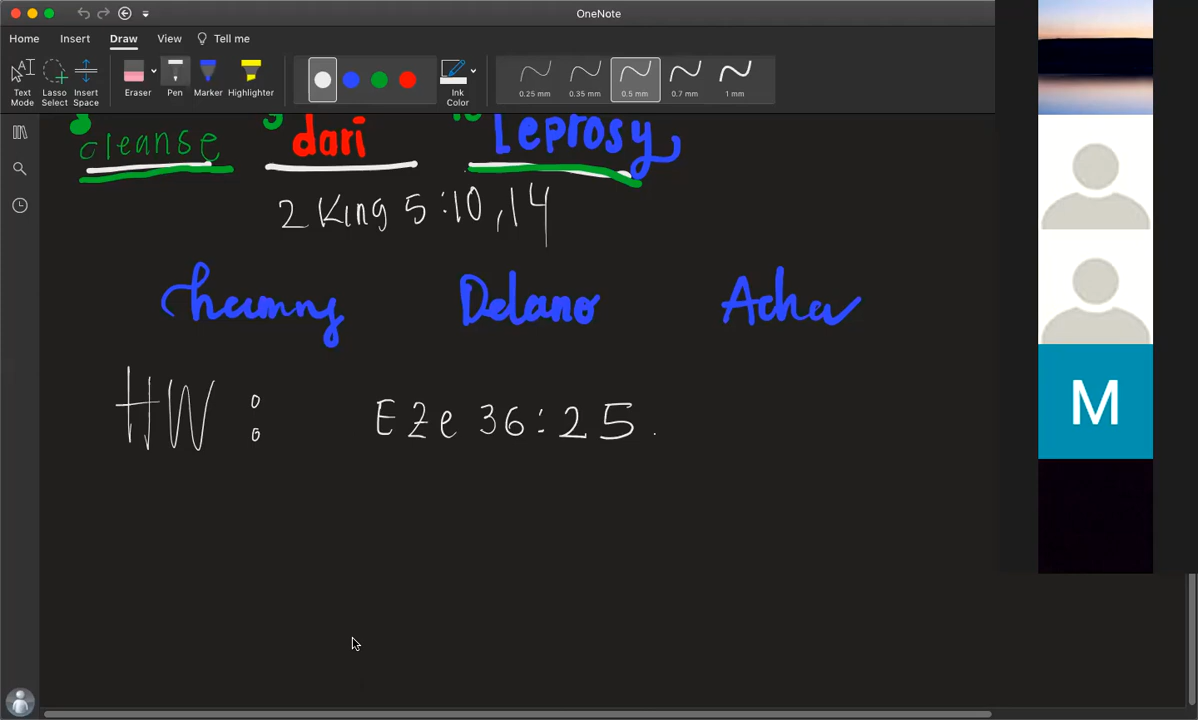 OneNote
Home Insert Draw View Tell me
Text Mode Lasso Select Insert Space Eraser Pen Marker Highlighter Ink Color 0.25 mm 0.35 mm 0.5 mm 0.7 mm 1 mm
cleanse dari Leprosy
2 King 5:10,14
Delano
HW : Eze 36:25.
M